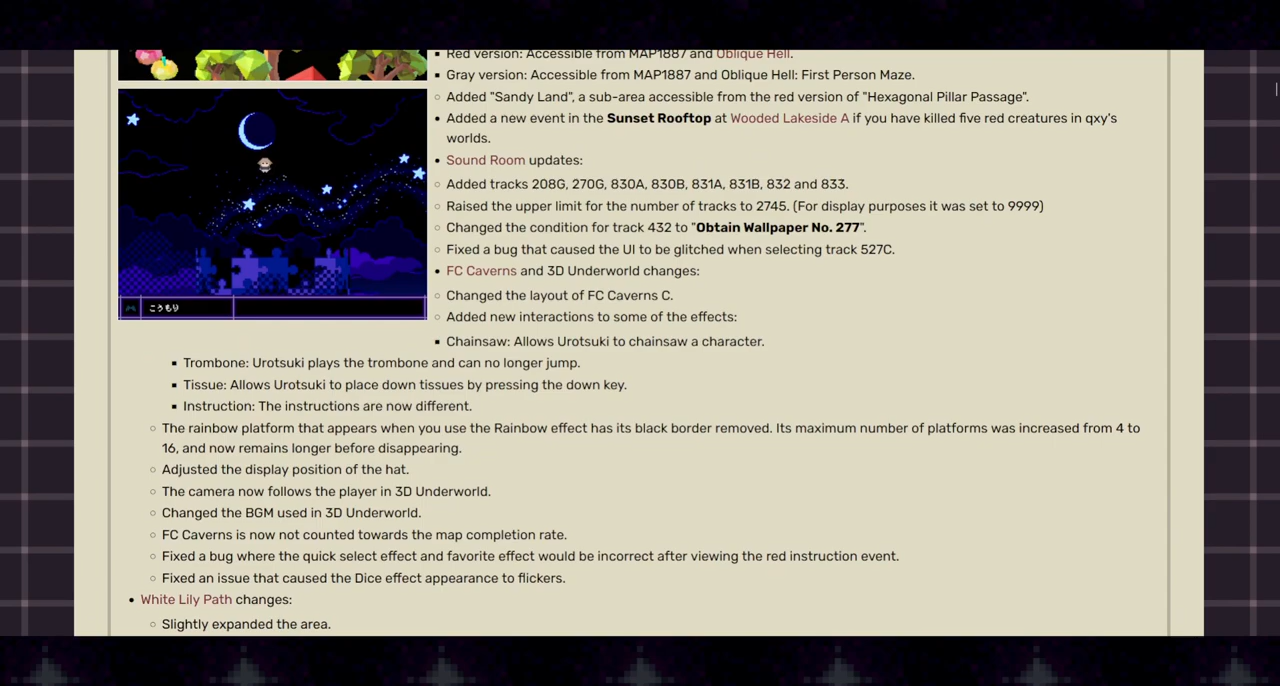 Red version: Accessible from MAP1887 and Oblique Hell.
Gray version: Accessible from MAP1887 and Oblique Hell: First Person Maze.
Added "Sandy Land", a sub-area accessible from the red version of "Hexagonal Pillar Passage".
Added a new event in the Sunset Rooftop at Wooded Lakeside A if you have killed five red creatures in qxy's
worlds.
Sound Room updates:
Added tracks 208G, 270G, 830A, 830B, 831A, 831B, 832 and 833.
Raised the upper limit for the number of tracks to 2745. (For display purposes it was set to 9999)
Changed the condition for track 432 to "Obtain Wallpaper No. 277".
Fixed a bug that caused the UI to be glitched when selecting track 527C.
FC Caverns and 3D Underworld changes:
Changed the layout of FC Caverns C.
こうもり
Added new interactions to some of the effects:
Chainsaw: Allows Urotsuki to chainsaw a character.
Trombone: Urotsuki plays the trombone and can no longer jump.
Tissue: Allows Urotsuki to place down tissues by pressing the down key.
Instruction: The instructions are now different.
The rainbow platform that appears when you use the Rainbow effect has its black border removed. Its maximum number of platforms was increased from 4 to
16, and now remains longer before disappearing.
Adjusted the display position of the hat.
The camera now follows the player in 3D Underworld.
Changed the BGM used in 3D Underworld.
FC Caverns is now not counted towards the map completion rate.
Fixed a bug where the quick select effect and favorite effect would be incorrect after viewing the red instruction event.
Fixed an issue that caused the Dice effect appearance to flickers.
White Lily Path changes:
Slightly expanded the area.